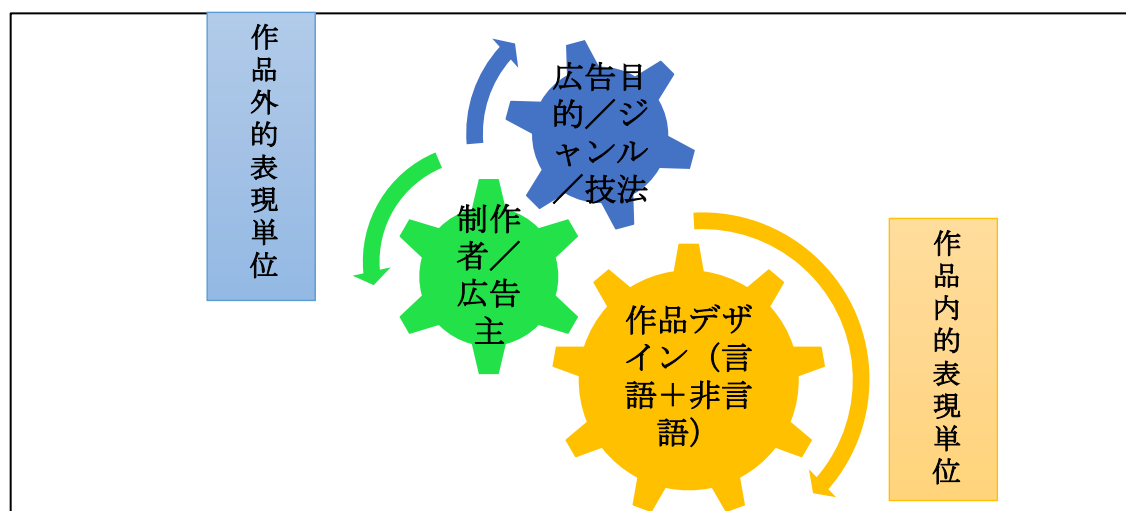 作品外的表現単位
広告目
的／ジ
ャンル
／技法
制作
者／
広告
主
作品デザ
イン（言
語＋非言
語）
作品内的表現単位